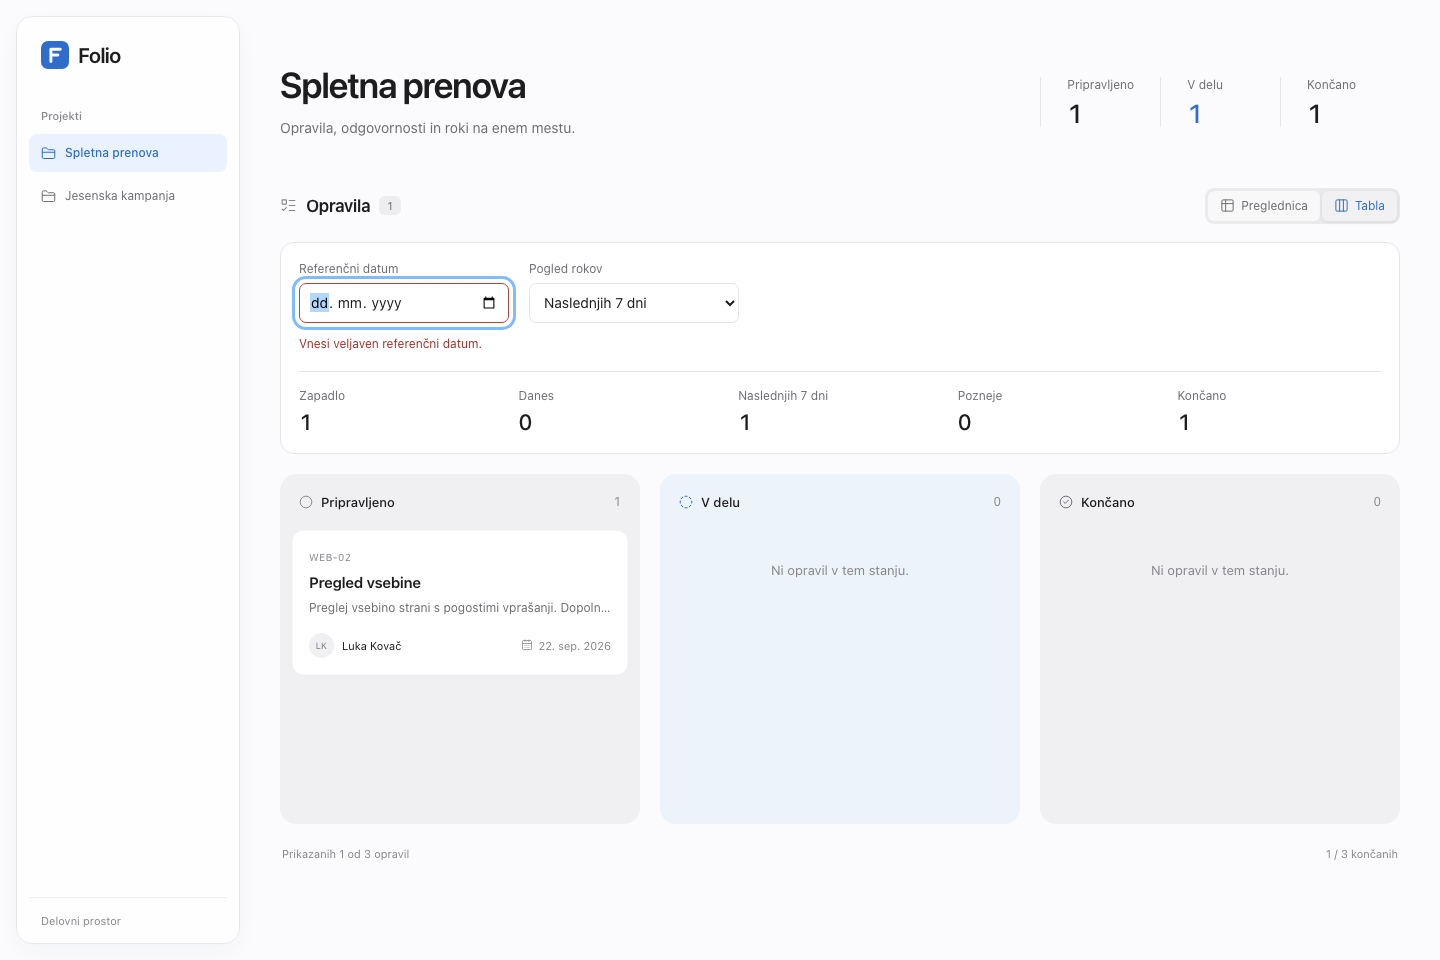 Folio
Projekti
Spletna prenova
Jesenska kampanja
Delovni prostor
Spletna prenova
Opravila, odgovornosti in roki na enem mestu.
Pripravljeno
1
V delu
1
Končano
1
Opravila 1
Preglednica
Tabla
Referenčni datum
dd. mm. yyyy
Vnesi veljaven referenčni datum.
Pogled rokov
Naslednjih 7 dni
Zapadlo
1
Danes
0
Naslednjih 7 dni
1
Pozneje
0
Končano
1
Pripravljeno 1
WEB-02
Pregled vsebine
Preglej vsebino strani s pogostimi vprašanji. Dopoln...
LK Luka Kovač 22. sep. 2026
V delu 0
Ni opravil v tem stanju.
Končano 0
Ni opravil v tem stanju.
Prikazanih 1 od 3 opravil
1 / 3 končanih